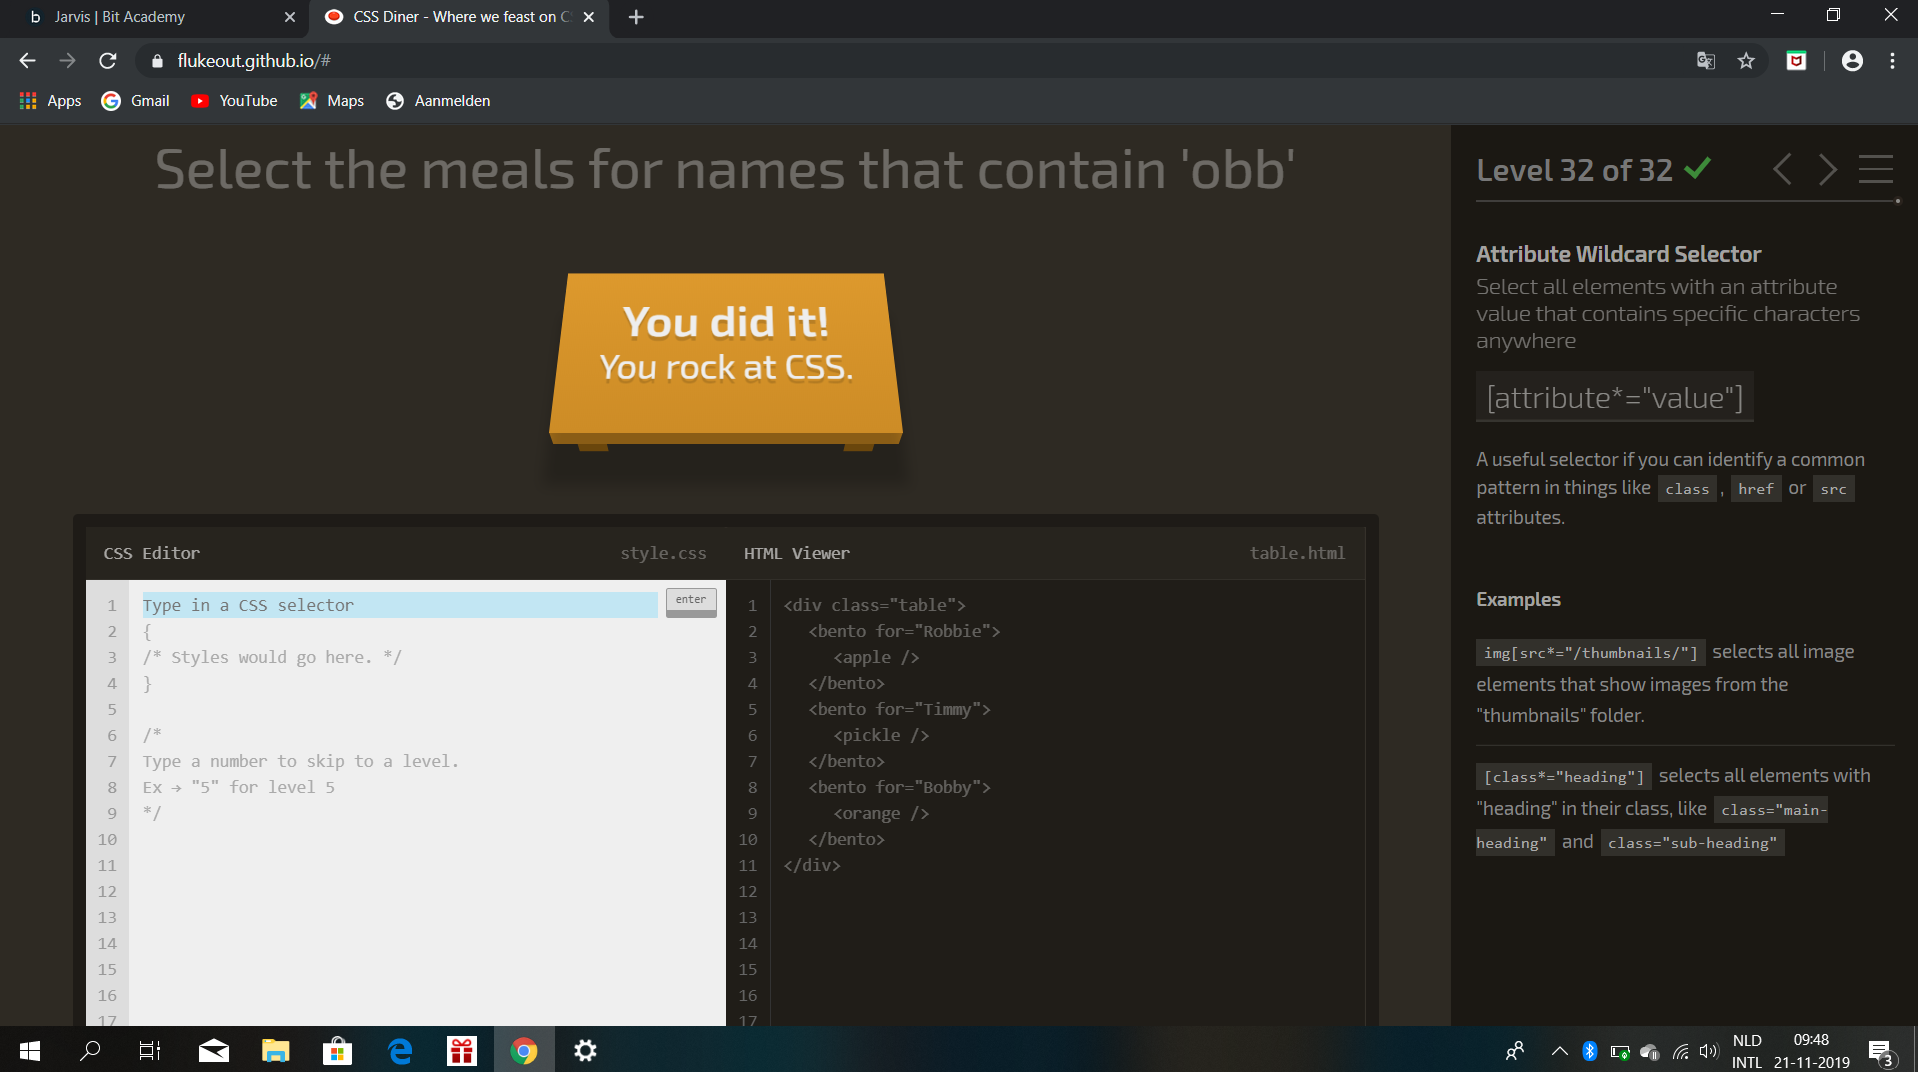 Jarvis | Bit Academy
CSS Diner - Where we feast on C
flukeout.github.io/#
Apps Gmail YouTube Maps Aanmelden
Select the meals for names that contain 'obb'
You did it!
You rock at CSS.
CSS Editor style.css
1 Type in a CSS selector enter
2 {
3 /* Styles would go here. */
4 }
5
6 /*
7 Type a number to skip to a level.
8 Ex → "5" for level 5
9 */
10
11
12
13
14
15
16
17
HTML Viewer table.html
1 <div class="table">
2 <bento for="Robbie">
3 <apple />
4 </bento>
5 <bento for="Timmy">
6 <pickle />
7 </bento>
8 <bento for="Bobby">
9 <orange />
10 </bento>
11 </div>
12
13
14
15
16
17
Level 32 of 32
Attribute Wildcard Selector
Select all elements with an attribute
value that contains specific characters
anywhere
[attribute*="value"]
A useful selector if you can identify a common
pattern in things like class, href or src
attributes.
Examples
img[src*="/thumbnails/"] selects all image
elements that show images from the
"thumbnails" folder.
[class*="heading"] selects all elements with
"heading" in their class, like class="main-
heading" and class="sub-heading"
NLD 09:48
INTL 21-11-2019 3